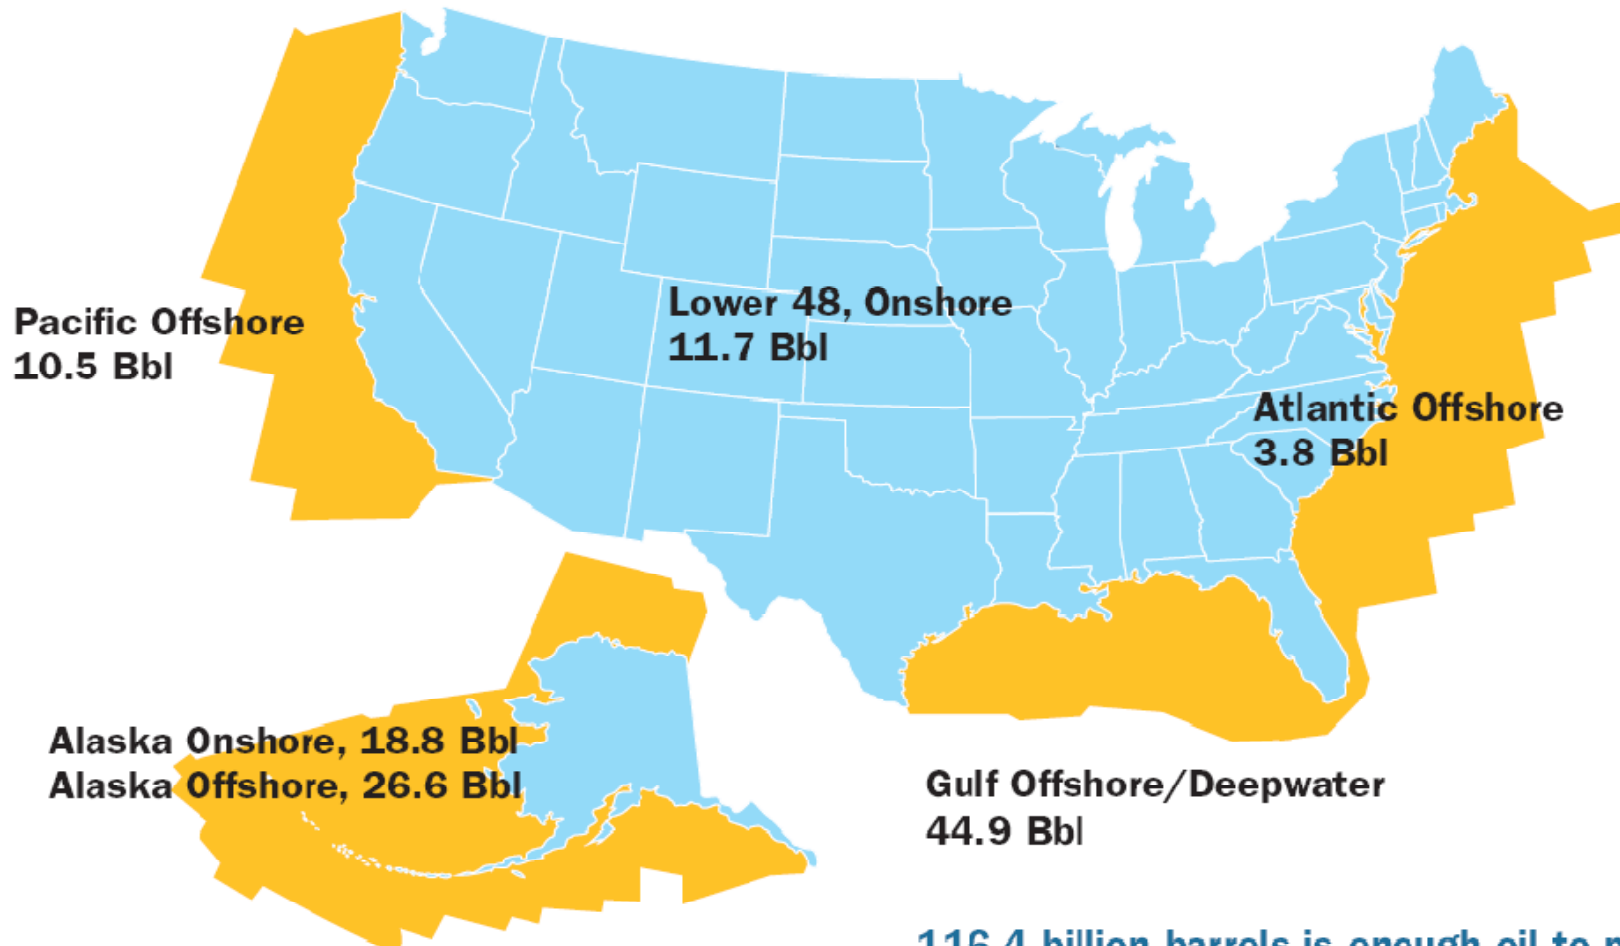 Pacific Offshore
10.5 Bbl
Lower 48, Onshore
11.7 Bbl
Atlantic Offshore
3.8 Bbl
Alaska Onshore, 18.8 Bbl
Alaska Offshore, 26.6 Bbl
Gulf Offshore/Deepwater
44.9 Bbl
116.4 billion barrels is enough oil to